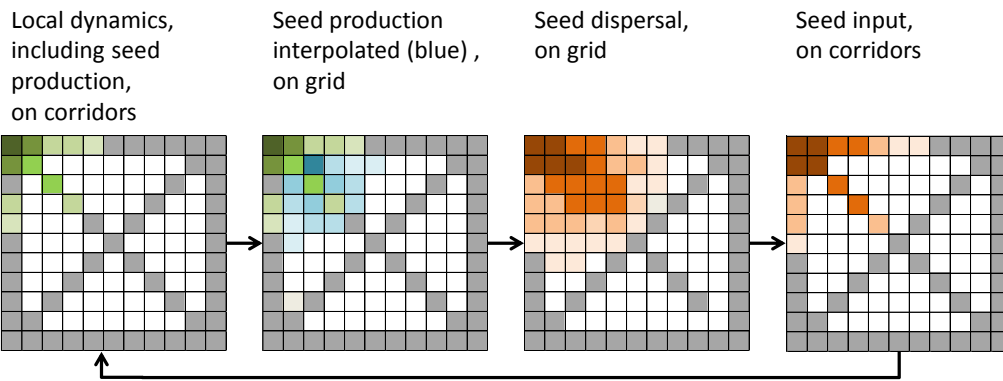 Local dynamics,
including seed
production,
on corridors
Seed production
interpolated (blue) ,
on grid
Seed dispersal,
on grid
Seed input,
on corridors